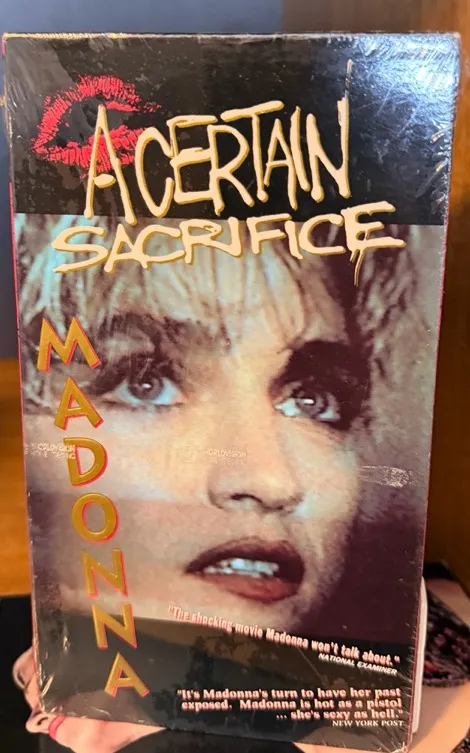 A CERTAIN
SACRIFICE
MADONNA
WORLDVISION
"The shocking movie Madonna won't talk about."
NATIONAL EXAMINER
"It's Madonna's turn to have her past
exposed. Madonna is hot as a pistol
... she's sexy as hell."
NEW YORK POST